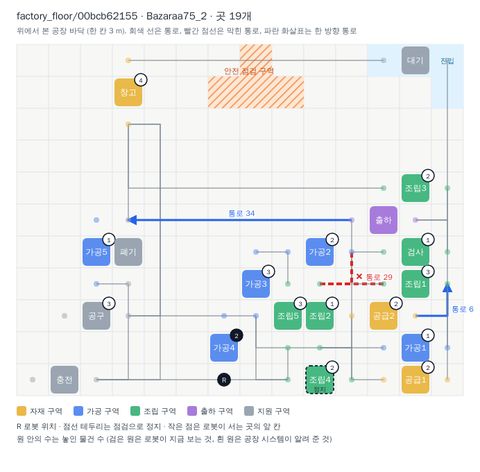 factory_floor/00bcb62155 · Bazaraa75_2 · 곳 19개
위에서 본 공장 바닥 (한 칸 3 m). 회색 선은 통로, 빨간 점선은 막힌 통로, 파란 화살표는 한 방향 통로
안전 점검 구역
대기
진입
창고
4
조립3
2
통로 34
출하
가공5
1
폐기
가공2
2
검사
1
✕ 통로 29
가공3
3
조립1
3
공구
3
조립5
3
조립2
1
공급2
2
통로 6
가공4
2
가공1
1
충전
R
조립4
2
정지
공급1
2
자재 구역
가공 구역
조립 구역
출하 구역
지원 구역
R 로봇 위치 · 점선 테두리는 점검으로 정지 · 작은 점은 로봇이 서는 곳의 앞 칸
원 안의 수는 놓인 물건 수 (검은 원은 로봇이 지금 보는 것, 흰 원은 공장 시스템이 알려 준 것)